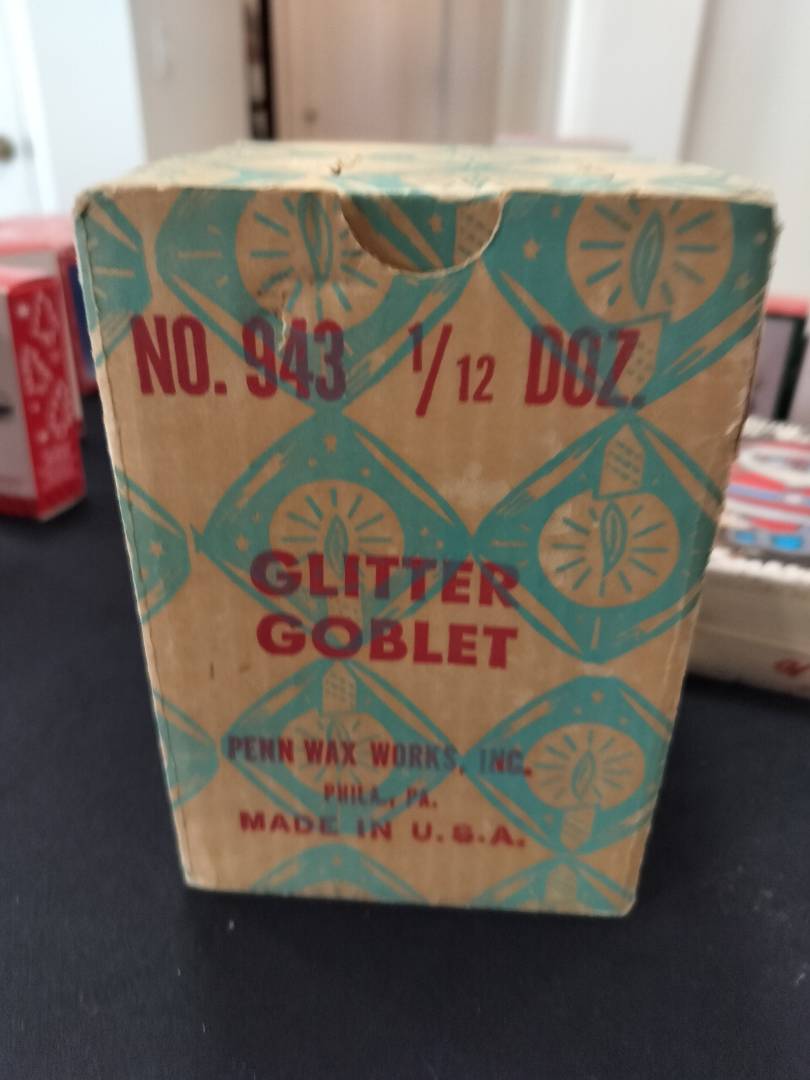 NO. 943 1/12 DOZ.
GLITTER
GOBLET
PENN WAX WORKS, INC.
PHILA., PA.
MADE IN U.S.A.